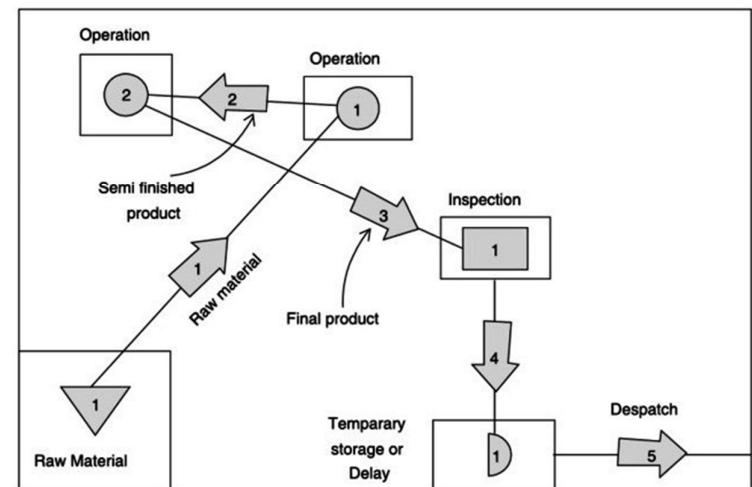 Operation
Operation
2
2
1
Semi finished
product
3
Inspection
1
1
Raw material
Final product
4
1
Raw Material
Temparary
storage or
Delay
1
Despatch
5